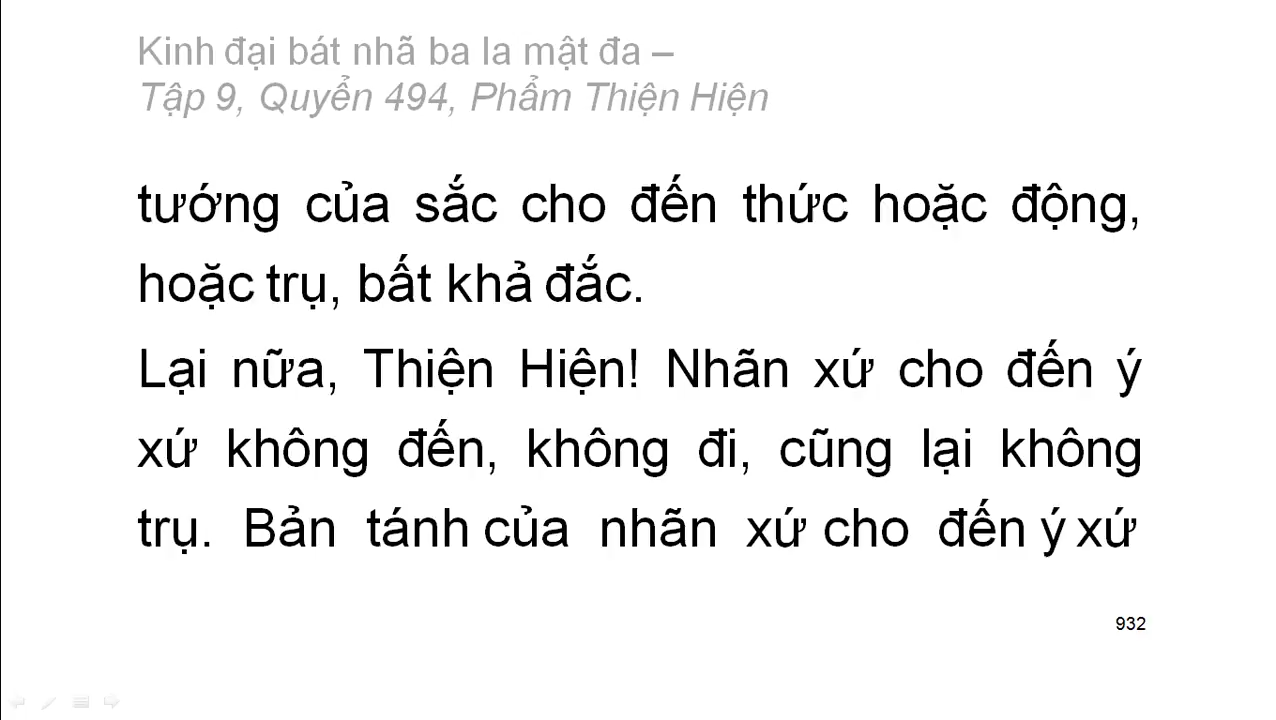 Kinh đại bát nhã ba la mật đa –
Tập 9, Quyển 494, Phẩm Thiện Hiện
tướng của sắc cho đến thức hoặc động,
hoặc trụ, bất khả đắc.
Lại nữa, Thiện Hiện! Nhãn xứ cho đến ý
xứ không đến, không đi, cũng lại không
trụ. Bản tánh của nhãn xứ cho đến ý xứ
932